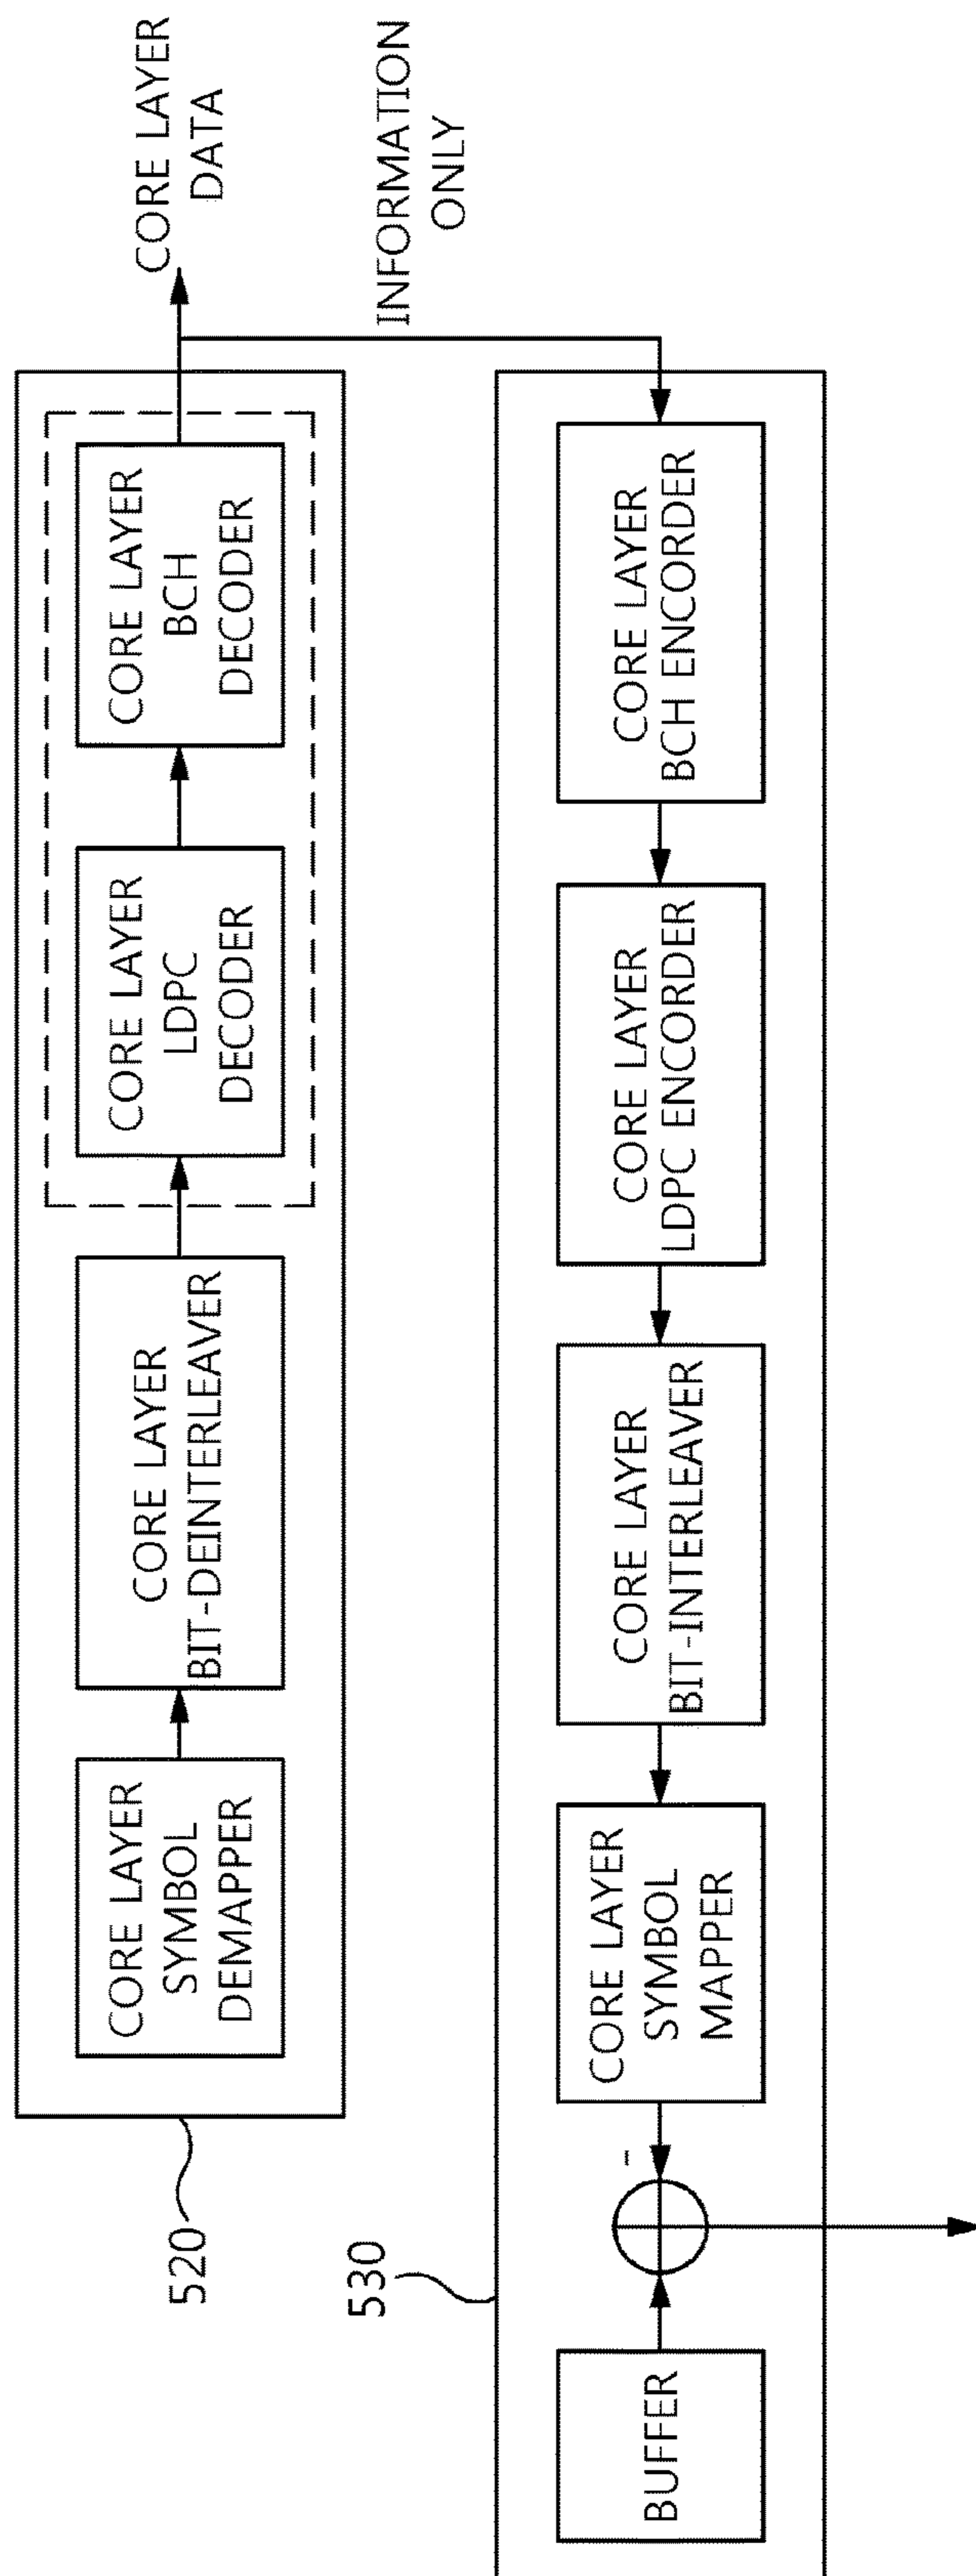 520
CORE LAYER
SYMBOL
DEMAPPER
CORE LAYER
BIT-DEINTERLEAVER
CORE LAYER
LDPC
DECODER
CORE LAYER
BCH
DECODER
CORE LAYER
DATA
INFORMATION
ONLY
530
BUFFER
-
CORE LAYER
SYMBOL
MAPPER
CORE LAYER
BIT-INTERLEAVER
CORE LAYER
LDPC ENCORDER
CORE LAYER
BCH ENCORDER